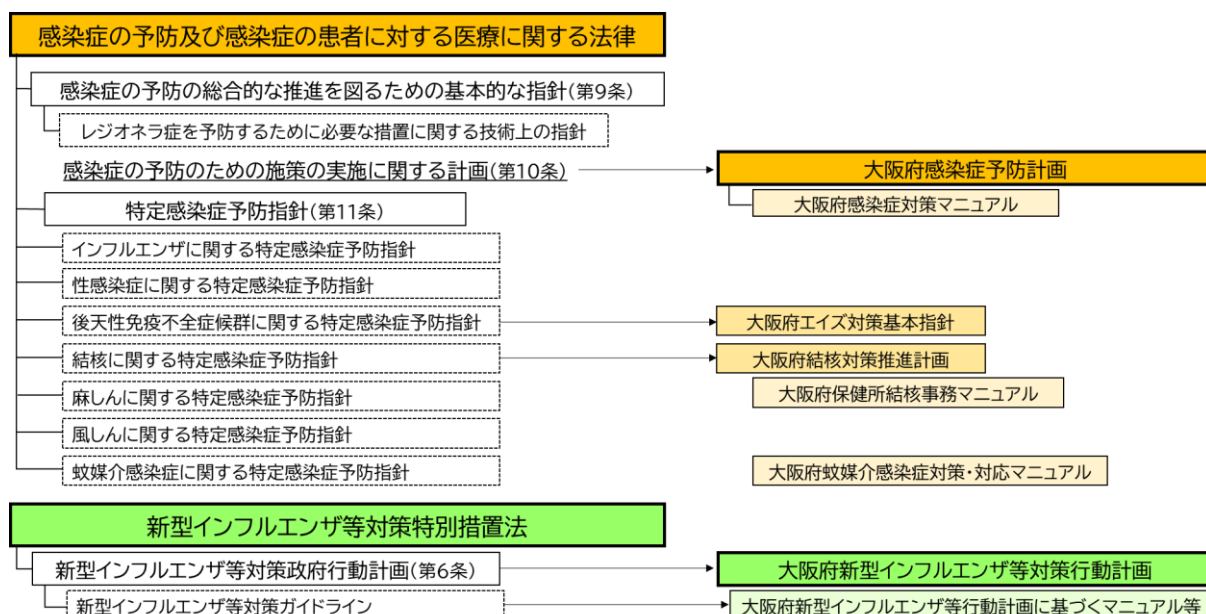 感染症の予防及び感染症の患者に対する医療に関する法律
感染症の予防の総合的な推進を図るための基本的な指針(第9条)
レジオネラ症を予防するために必要な措置に関する技術上の指針
感染症の予防のための施策の実施に関する計画(第10条)
大阪府感染症予防計画
特定感染症予防指針(第11条)
大阪府感染症対策マニュアル
インフルエンザに関する特定感染症予防指針
性感染症に関する特定感染症予防指針
後天性免疫不全症候群に関する特定感染症予防指針
大阪府エイズ対策基本指針
結核に関する特定感染症予防指針
大阪府結核対策推進計画
麻しんに関する特定感染症予防指針
大阪府保健所結核事務マニュアル
風しんに関する特定感染症予防指針
蚊媒介感染症に関する特定感染症予防指針
大阪府蚊媒介感染症対策・対応マニュアル
新型インフルエンザ等対策特別措置法
新型インフルエンザ等対策政府行動計画(第6条)
大阪府新型インフルエンザ等対策行動計画
新型インフルエンザ等対策ガイドライン
大阪府新型インフルエンザ等行動計画に基づくマニュアル等